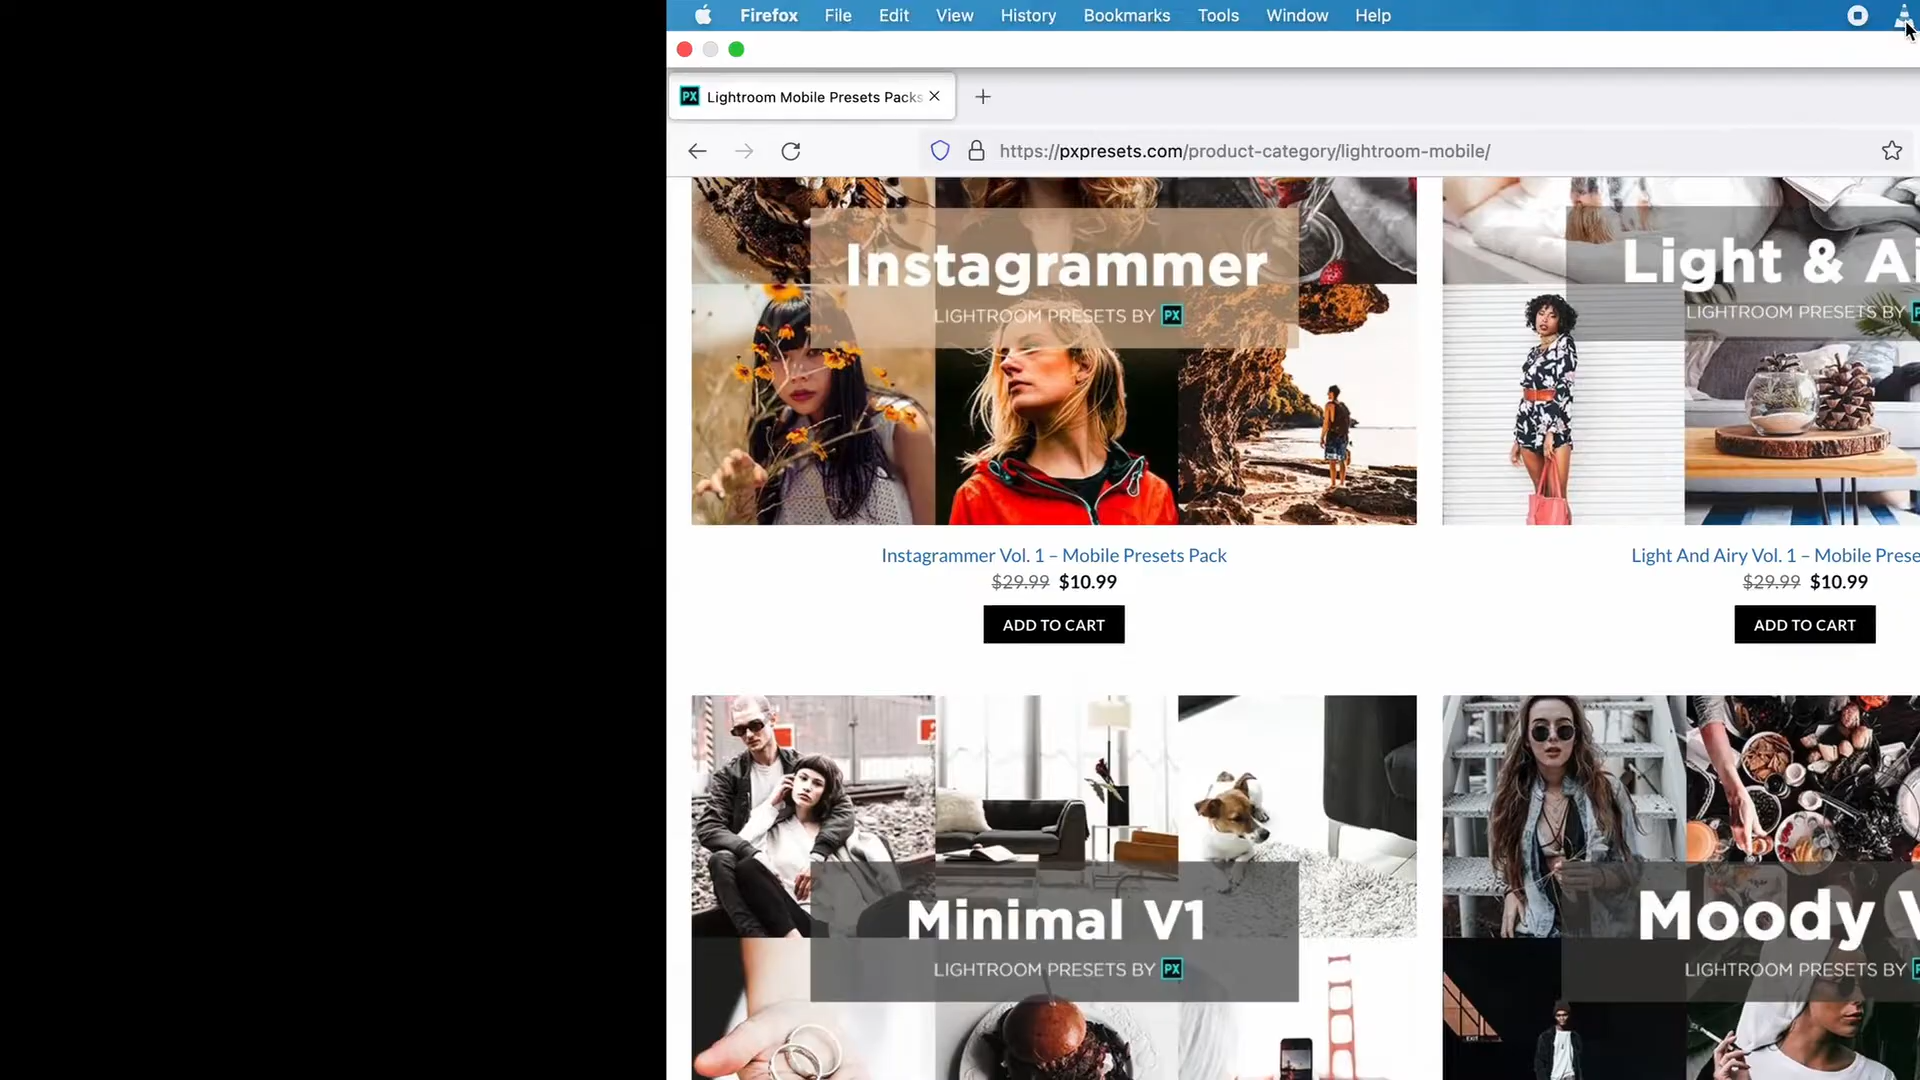 Firefox File Edit View History Bookmarks Tools Window Help
PX Lightroom Mobile Presets Packs
https://pxpresets.com/product-category/lightroom-mobile/
Instagrammer
LIGHTROOM PRESETS BY PX
Light & Ai
LIGHTROOM PRESETS BY
Instagrammer Vol. 1 – Mobile Presets Pack
$29.99 $10.99
ADD TO CART
Light And Airy Vol. 1 – Mobile Prese
$29.99 $10.99
ADD TO CART
Minimal V1
LIGHTROOM PRESETS BY PX
Moody V
LIGHTROOM PRESETS BY